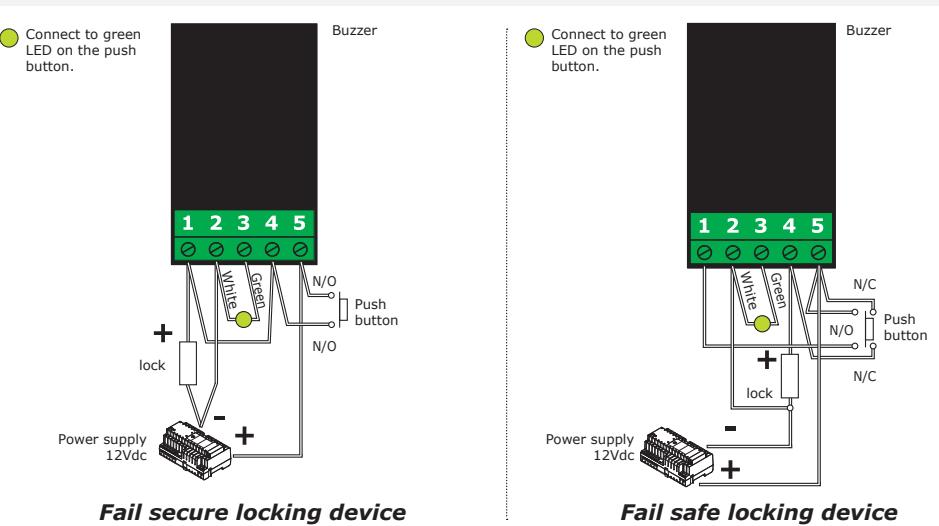 Connect to green
LED on the push
button.
Buzzer
1 2 3 4 5
White
Green
N/O
Push
button
N/O
+
lock
-
+
Power supply
12Vdc
Fail secure locking device
Connect to green
LED on the push
button.
Buzzer
1 2 3 4 5
White
Green
N/C
N/O
Push
button
N/C
+
lock
-
+
Power supply
12Vdc
Fail safe locking device